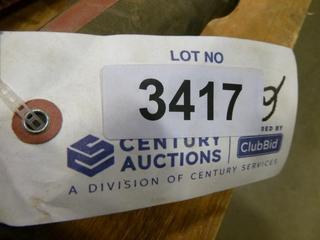 LOT NO
3417
CENTURY
AUCTIONS
ClubBid
A DIVISION OF CENTURY SERVICES